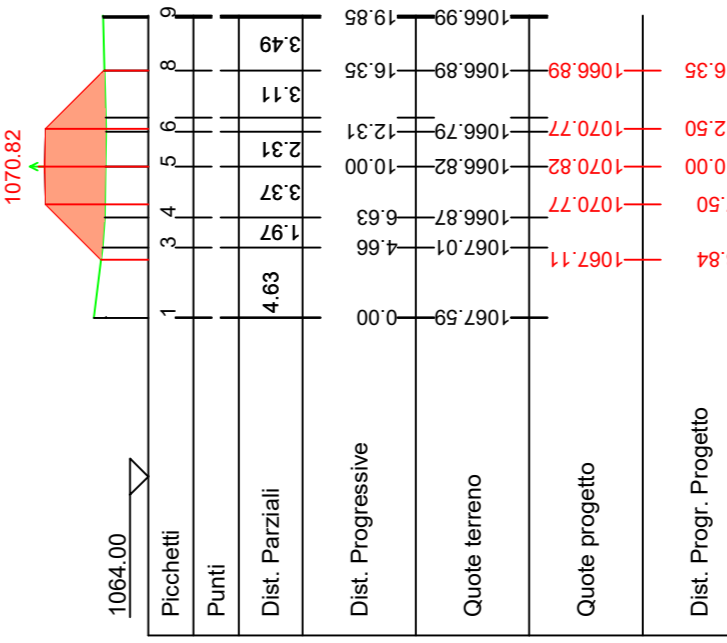 1070.82
1064.00
Picchetti 1 3 4 5 6 8 9
Punti
Dist. Parziali 4.63 1.97 3.37 2.31 3.11 3.49
Dist. Progressive 0.00 4.66 6.63 10.00 12.31 16.35 19.85
Quote terreno 1067.59 1067.01 1066.87 1066.82 1066.79 1066.89 1066.99
Quote progetto 1067.11 1070.77 1070.82 1070.77 1066.89
Dist. Progr. Progetto .84 .50 0.00 2.50 6.35